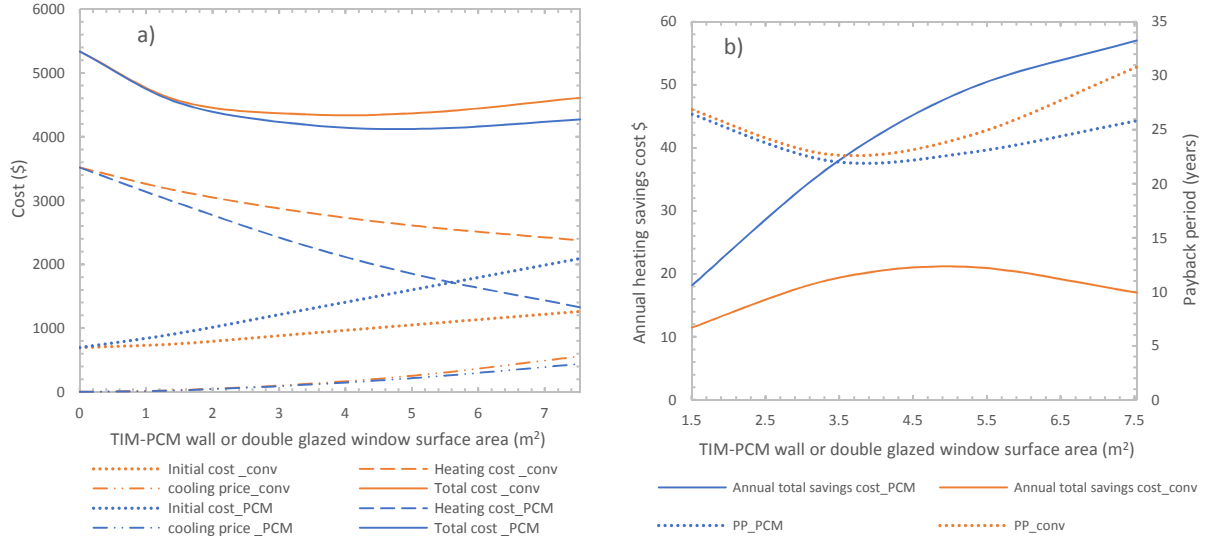 a)
Cost ($)
6000
5000
4000
3000
2000
1000
0
0 1 2 3 4 5 6 7
TIM-PCM wall or double glazed window surface area (m²)
Initial cost _conv Heating cost _conv
cooling price_conv Total cost _conv
Initial cost_PCM Heating cost_PCM
cooling price _PCM Total cost_PCM
b)
Annual heating savings cost $
60
50
40
30
20
10
0
Payback period (years)
35
30
25
20
15
10
5
0
1.5 2.5 3.5 4.5 5.5 6.5 7.5
TIM-PCM wall or double glazed window surface area (m²)
Annual total savings cost_PCM Annual total savings cost_conv
PP_PCM PP_conv